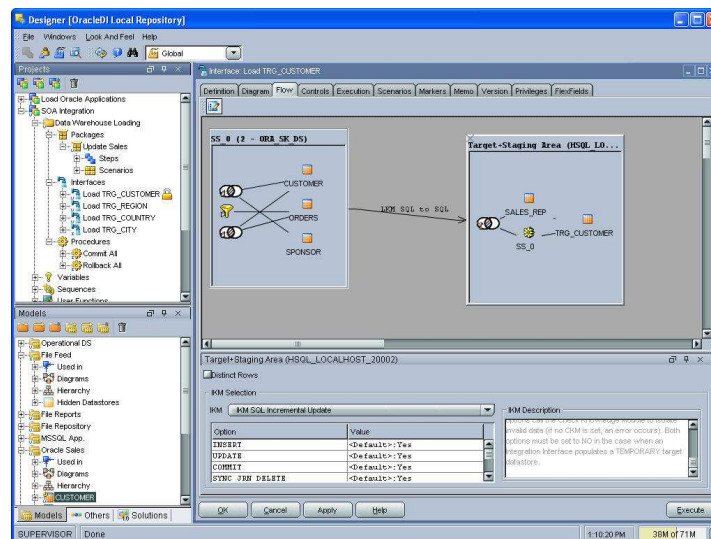 Designer [OracleDI Local Repository]
File Windows Look And Feel Help
Global
Projects
Load Oracle Applications
SOA Integration
Data Warehouse Loading
Packages
Update Sales
Steps
Scenarios
Interfaces
Load TRG_CUSTOMER
Load TRG_REGION
Load TRG_COUNTRY
Load TRG_CITY
Procedures
Commit All
Rollback All
Variables
Sequences
User Functions
Models
Operational DS
File Feed
Used in
Diagrams
Hierarchy
Hidden Datastores
File Reports
File Repository
MSSQL App.
Oracle Sales
Used in
Diagrams
Hierarchy
CUSTOMER
Models Others Solutions
Interface: Load TRG_CUSTOMER
Definition Diagram Flow Controls Execution Scenarios Markers Memo Version Privileges FlexFields
SS_0 (2 - ORA_SK_DS)
CUSTOMER
ORDERS
SPONSOR
LKM SQL to SQL
Target+Staging Area (HSQL_LO...
SALES_REP
TRG_CUSTOMER
SS_0
Target+Staging Area (HSQL_LOCALHOST_20002)
Distinct Rows
IKM Selection
IKM IKM SQL Incremental Update
Option Value
INSERT <Default>:Yes
UPDATE <Default>:Yes
COMMIT <Default>:Yes
SYNC_JRN_DELETE <Default>:Yes
IKM Description
invalid data (if no CKM is set, an error occurs). Both
options must be set to NO in the case when an
integration Interface populates a TEMPORARY target
datastore.
OK Cancel Apply Help Execute
SUPERVISOR Done 1:10:20 PM 38M of 71M